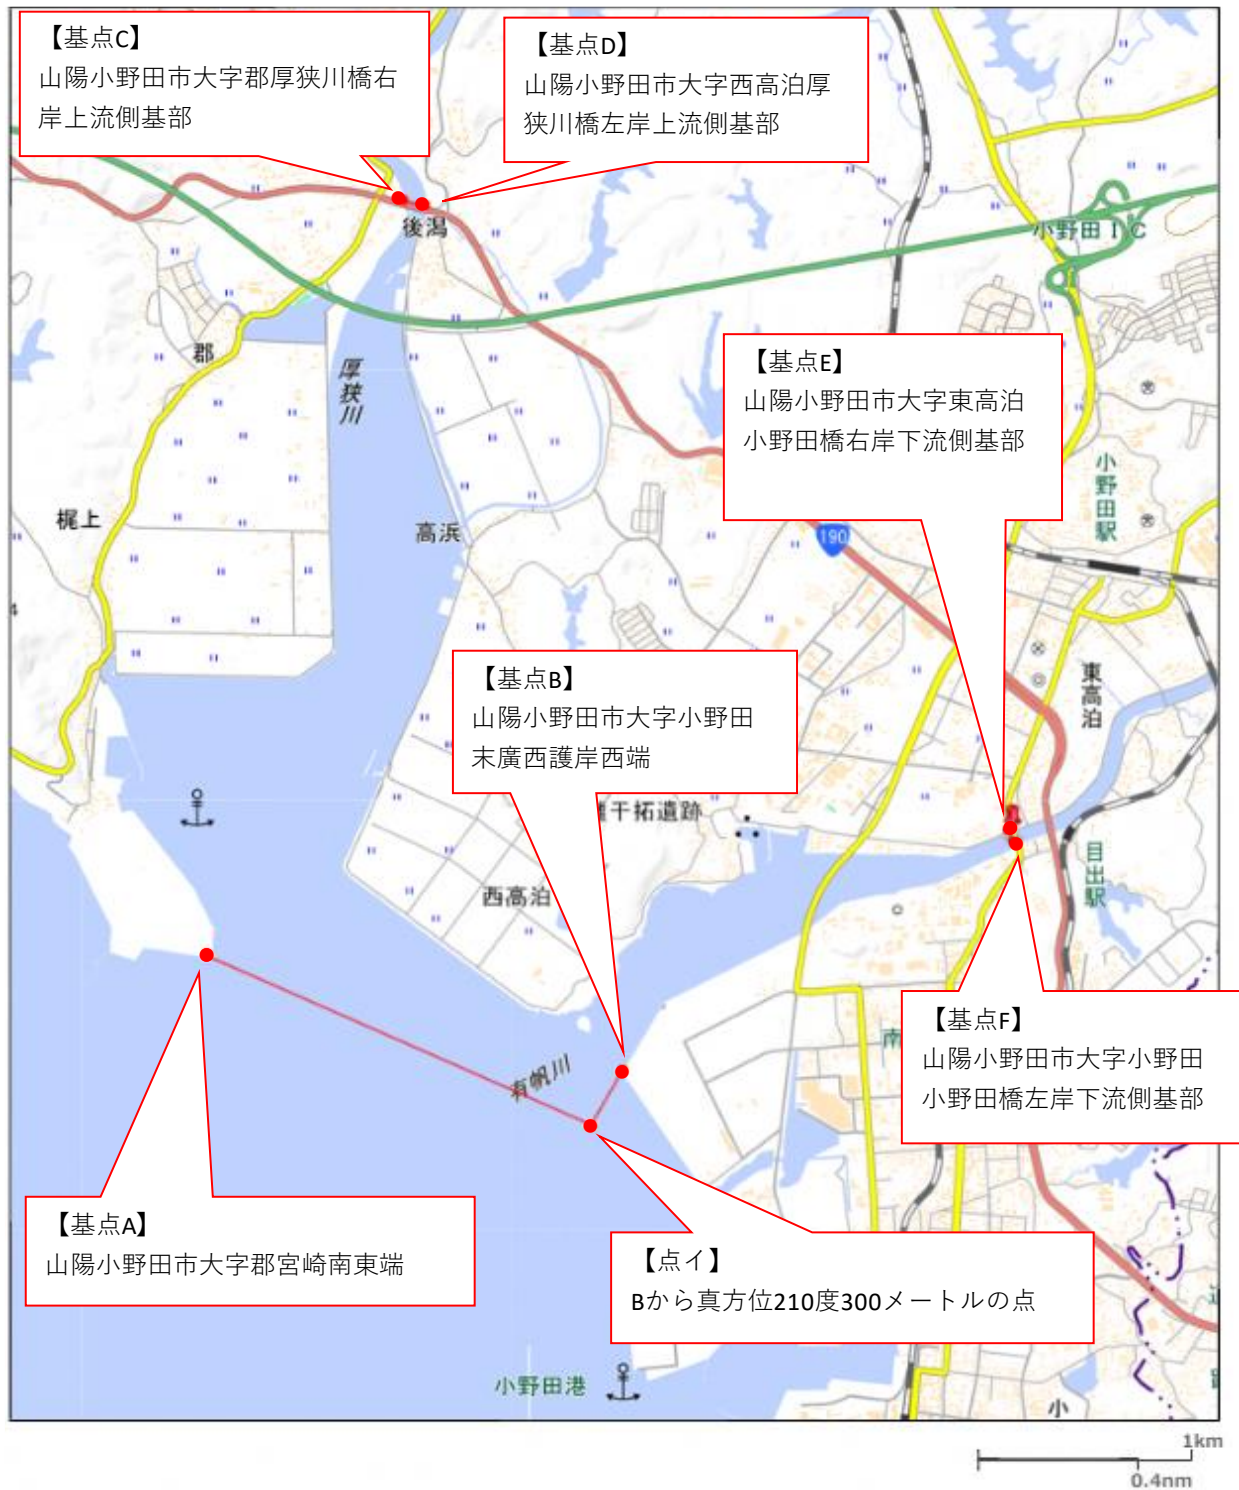 【基点C】
山陽小野田市大字郡厚狭川橋右
岸上流側基部
【基点D】
山陽小野田市大字西高泊厚
狭川橋左岸上流側基部
後潟
小野田IC
郡
厚狭川
【基点E】
山陽小野田市大字東高泊
小野田橋右岸下流側基部
小野田駅
梶上
高浜
190
東高泊
【基点B】
山陽小野田市大字小野田
末廣西護岸西端
干拓遺跡
目出駅
西高泊
有帆川
南
【基点F】
山陽小野田市大字小野田
小野田橋左岸下流側基部
【基点A】
山陽小野田市大字郡宮崎南東端
【点イ】
Bから真方位210度300メートルの点
小野田港
小
1km
0.4nm